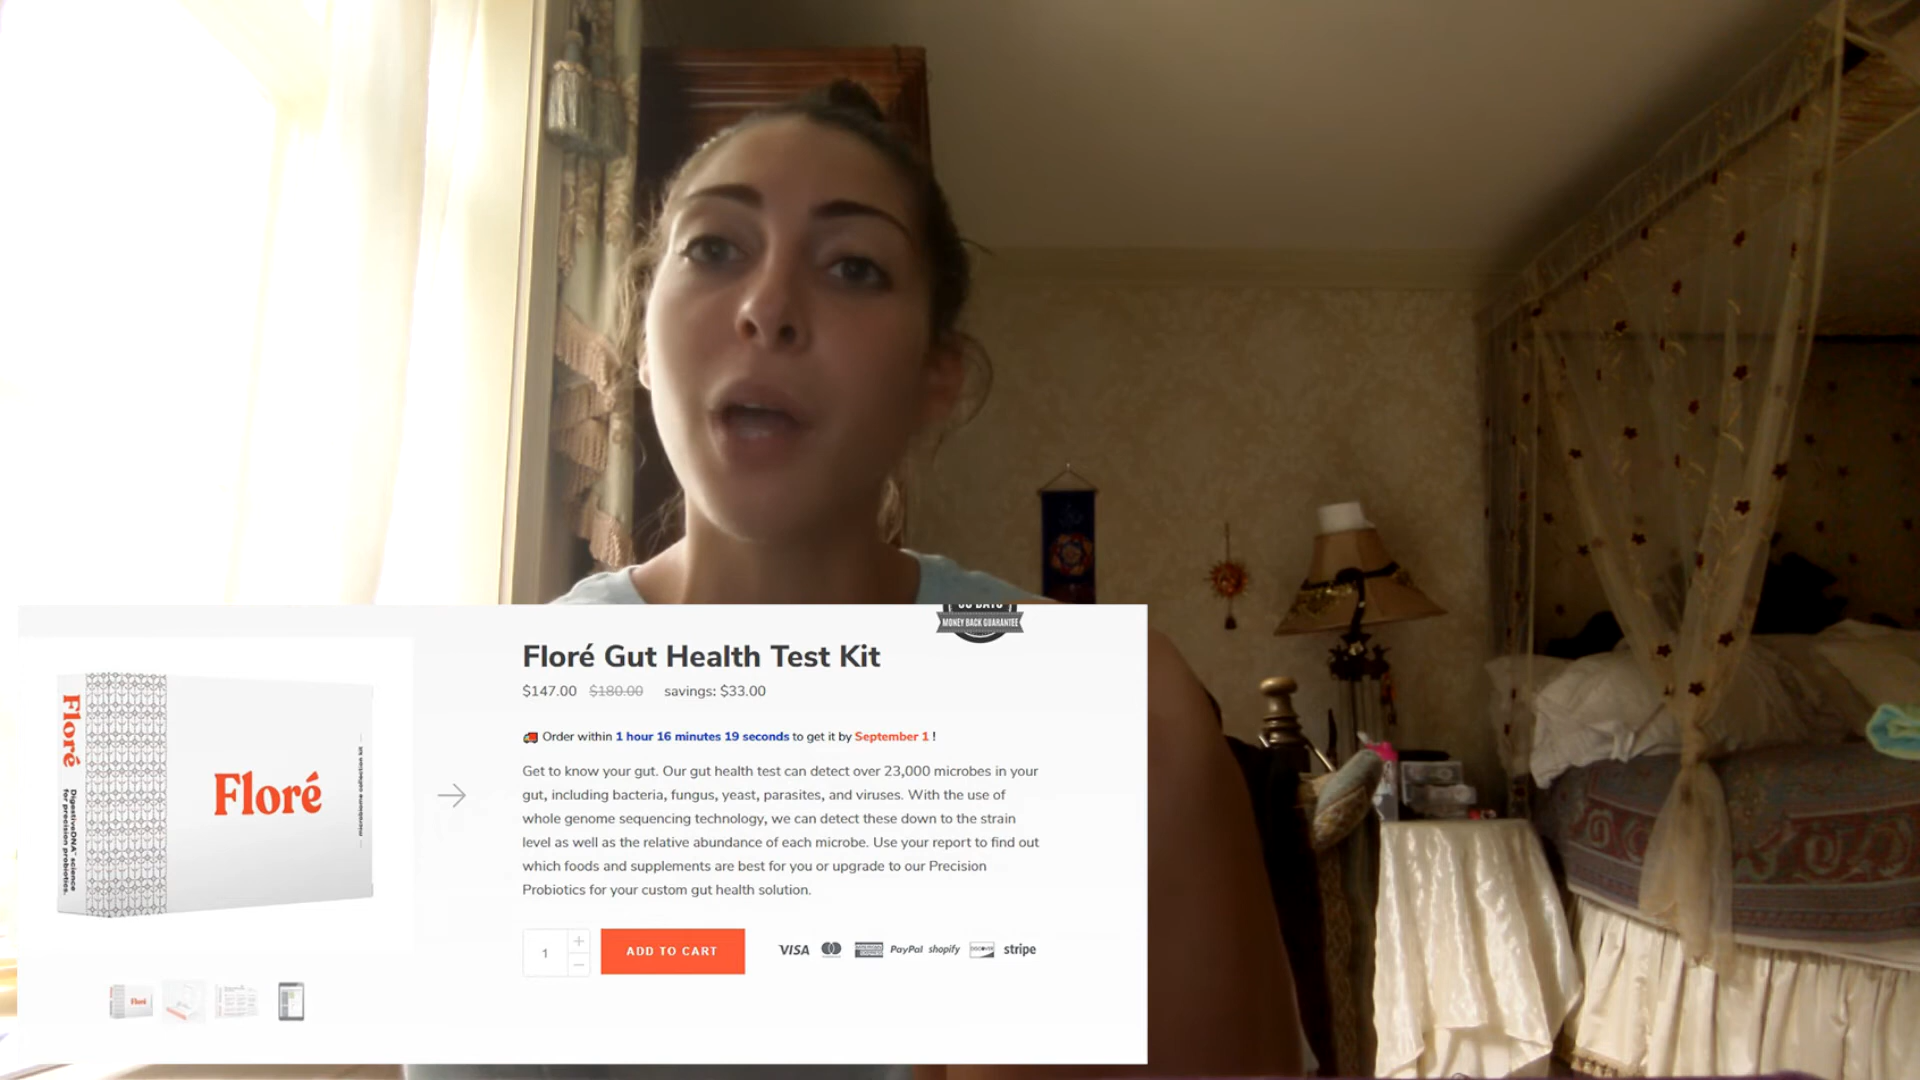 MONEY BACK GUARANTEE
Floré Gut Health Test Kit
$147.00 $180.00 savings: $33.00
Order within 1 hour 16 minutes 19 seconds to get it by September 1 !
Get to know your gut. Our gut health test can detect over 23,000 microbes in your
gut, including bacteria, fungus, yeast, parasites, and viruses. With the use of
whole genome sequencing technology, we can detect these down to the strain
level as well as the relative abundance of each microbe. Use your report to find out
which foods and supplements are best for you or upgrade to our Precision
Probiotics for your custom gut health solution.
1 + −
ADD TO CART
VISA PayPal shopify DISCOVER stripe
Floré
DigestiveDNA™ science
for precision probiotics.
Floré
microbiome collection kit
Floré